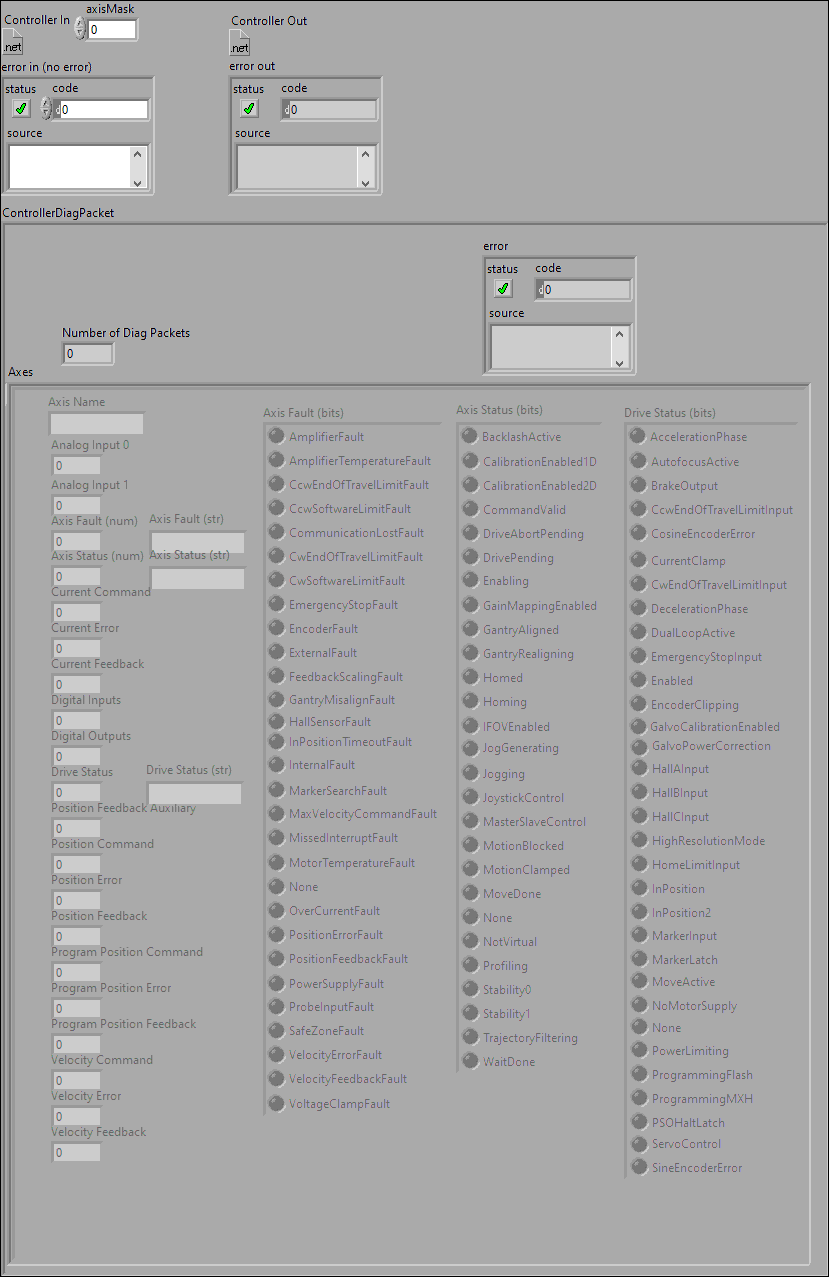 Controller In
axisMask
0
.net
error in (no error)
status
code
d0
source
Controller Out
.net
error out
status
code
d0
source
ControllerDiagPacket
error
status
code
d0
source
Number of Diag Packets
0
Axes
Axis Name
Analog Input 0
0
Analog Input 1
0
Axis Fault (num)
0
Axis Fault (str)
Axis Status (num)
0
Axis Status (str)
Current Command
0
Current Error
0
Current Feedback
0
Digital Inputs
0
Digital Outputs
0
Drive Status
0
Drive Status (str)
Position Feedback Auxiliary
0
Position Command
0
Position Error
0
Position Feedback
0
Program Position Command
0
Program Position Error
0
Program Position Feedback
0
Velocity Command
0
Velocity Error
0
Velocity Feedback
0
Axis Fault (bits)
AmplifierFault
AmplifierTemperatureFault
CcwEndOfTravelLimitFault
CcwSoftwareLimitFault
CommunicationLostFault
CwEndOfTravelLimitFault
CwSoftwareLimitFault
EmergencyStopFault
EncoderFault
ExternalFault
FeedbackScalingFault
GantryMisalignFault
HallSensorFault
InPositionTimeoutFault
InternalFault
MarkerSearchFault
MaxVelocityCommandFault
MissedInterruptFault
MotorTemperatureFault
None
OverCurrentFault
PositionErrorFault
PositionFeedbackFault
PowerSupplyFault
ProbeInputFault
SafeZoneFault
VelocityErrorFault
VelocityFeedbackFault
VoltageClampFault
Axis Status (bits)
BacklashActive
CalibrationEnabled1D
CalibrationEnabled2D
CommandValid
DriveAbortPending
DrivePending
Enabling
GainMappingEnabled
GantryAligned
GantryRealigning
Homed
Homing
IFOVEnabled
JogGenerating
Jogging
JoystickControl
MasterSlaveControl
MotionBlocked
MotionClamped
MoveDone
None
NotVirtual
Profiling
Stability0
Stability1
TrajectoryFiltering
WaitDone
Drive Status (bits)
AccelerationPhase
AutofocusActive
BrakeOutput
CcwEndOfTravelLimitInput
CosineEncoderError
CurrentClamp
CwEndOfTravelLimitInput
DecelerationPhase
DualLoopActive
EmergencyStopInput
Enabled
EncoderClipping
GalvoCalibrationEnabled
GalvoPowerCorrection
HallAInput
HallBInput
HallCInput
HighResolutionMode
HomeLimitInput
InPosition
InPosition2
MarkerInput
MarkerLatch
MoveActive
NoMotorSupply
None
PowerLimiting
ProgrammingFlash
ProgrammingMXH
PSOHaltLatch
ServoControl
SineEncoderError